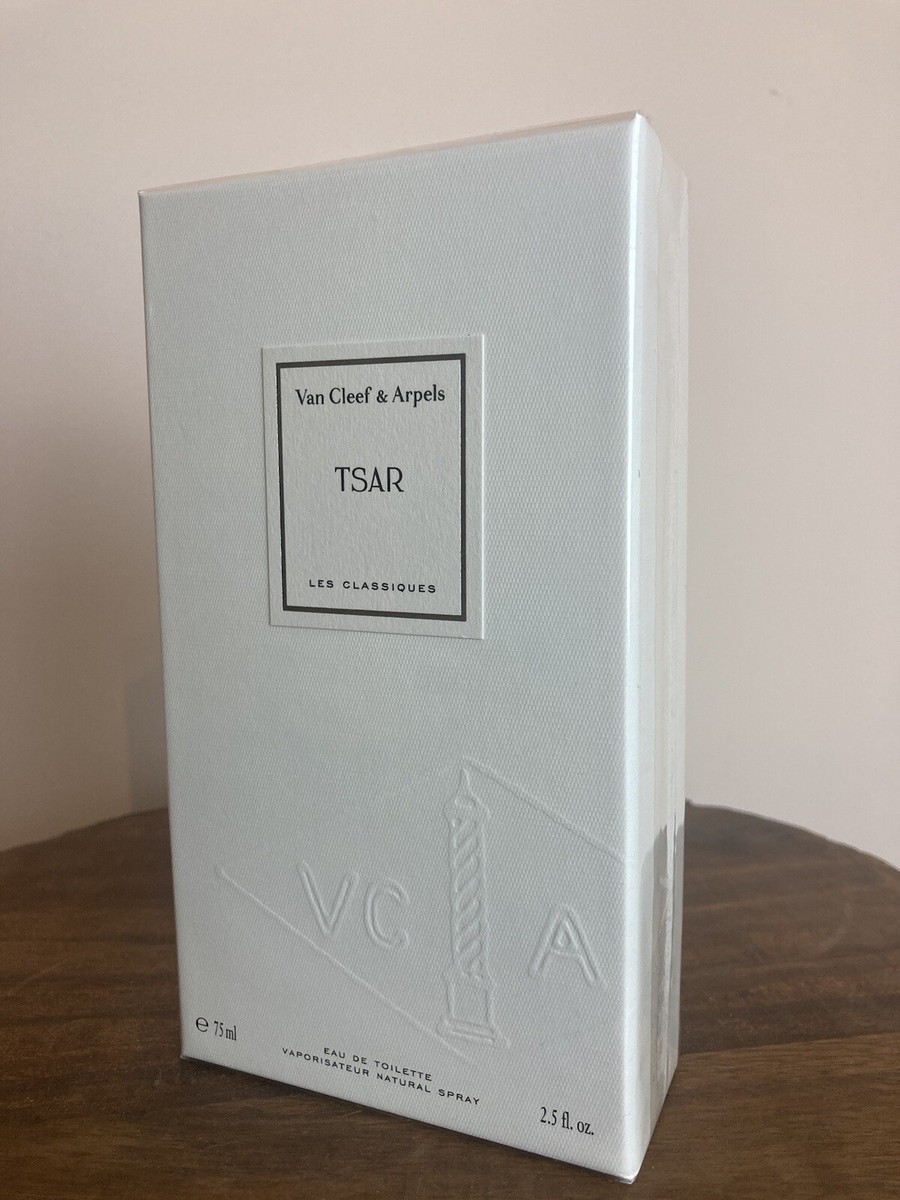 Van Cleef & Arpels
TSAR
LES CLASSIQUES
VC A
℮ 75 ml
EAU DE TOILETTE
VAPORISATEUR NATURAL SPRAY
2.5 fl. oz.